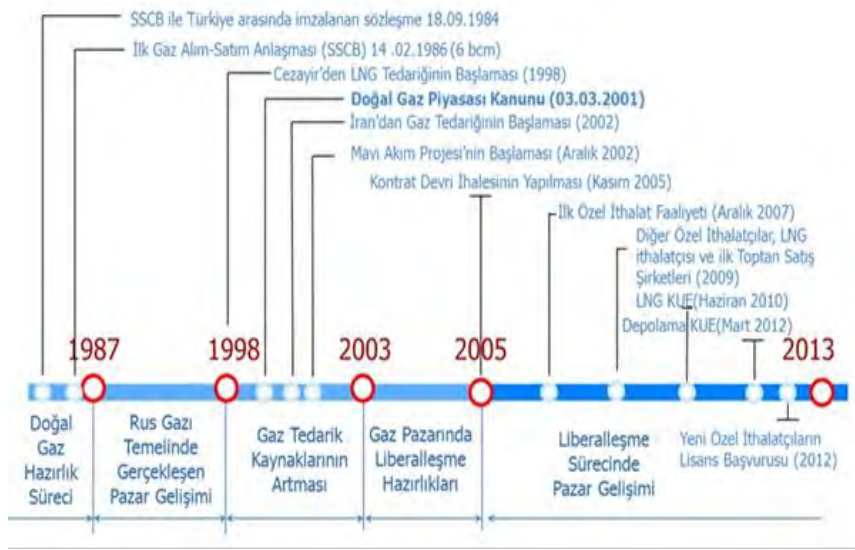 SSCB ile Türkiye arasında imzalanan sözleşme 18.09.1984
İlk Gaz Alım-Satım Anlaşması (SSCB) 14 .02.1986 (6 bcm)
Cezayir'den LNG Tedariğinin Başlaması (1998)
Doğal Gaz Piyasası Kanunu (03.03.2001)
İran'dan Gaz Tedariğinin Başlaması (2002)
Mavi Akım Projesi'nin Başlaması (Aralık 2002)
Kontrat Devri İhalesinin Yapılması (Kasım 2005)
İlk Özel İthalat Faaliyeti (Aralık 2007)
Diğer Özel İthalatçılar, LNG
ithalatçısı ve ilk Toptan Satış
Şirketleri (2009)
LNG KUE(Haziran 2010)
Depolama KUE(Mart 2012)
1987
1998
2003
2005
2013
Doğal
Gaz
Hazırlık
Süreci
Rus Gazı
Temelinde
Gerçekleşen
Pazar Gelişimi
Gaz Tedarik
Kaynaklarının
Artması
Gaz Pazarında
Liberalleşme
Hazırlıkları
Liberalleşme
Sürecinde
Pazar Gelişimi
Yeni Özel İthalatçıların
Lisans Başvurusu (2012)